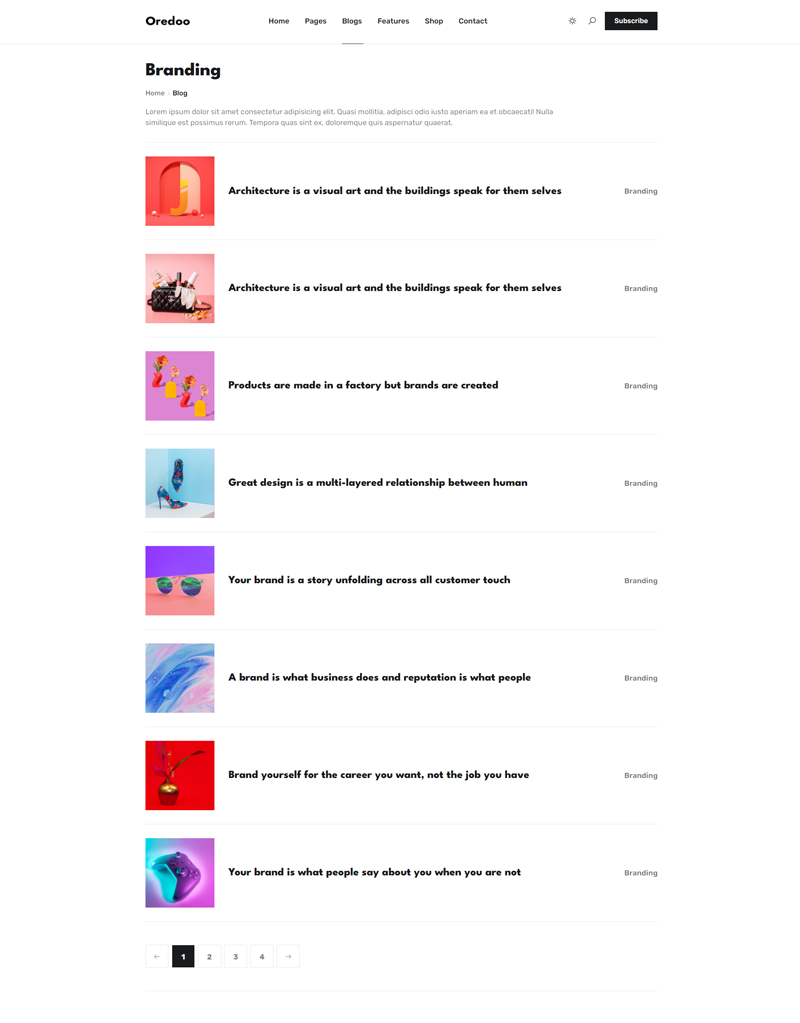 Oredoo
Home Pages Blogs Features Shop Contact
Subscribe
Branding
Home › Blog
Lorem ipsum dolor sit amet consectetur adipisicing elit. Quasi mollitia, adipisci odio iusto aperiam ea et obcaecati! Nulla
similique est possimus rerum. Tempora quas sint ex, doloremque quis aspernatur quaerat.
Architecture is a visual art and the buildings speak for them selves
Branding
Architecture is a visual art and the buildings speak for them selves
Branding
Products are made in a factory but brands are created
Branding
Great design is a multi-layered relationship between human
Branding
Your brand is a story unfolding across all customer touch
Branding
A brand is what business does and reputation is what people
Branding
Brand yourself for the career you want, not the job you have
Branding
Your brand is what people say about you when you are not
Branding
← 1 2 3 4 →